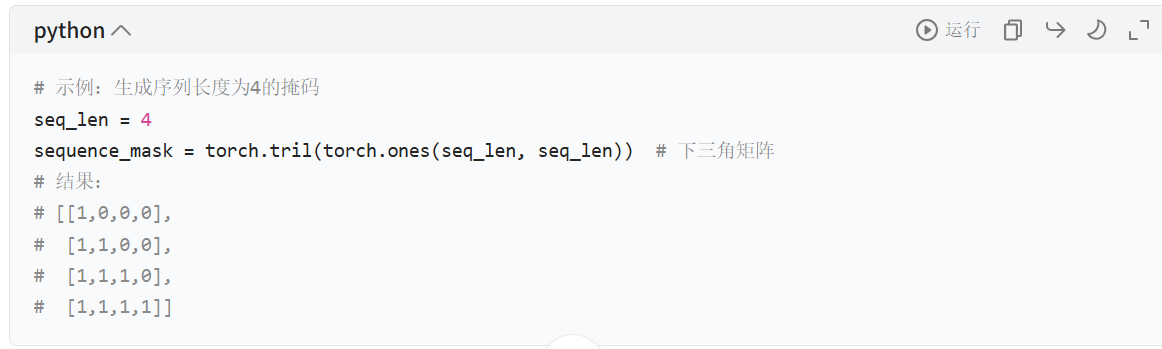 python
运行
# 示例：生成序列长度为4的掩码
seq_len = 4
sequence_mask = torch.tril(torch.ones(seq_len, seq_len))  # 下三角矩阵
# 结果：
# [[1,0,0,0],
#  [1,1,0,0],
#  [1,1,1,0],
#  [1,1,1,1]]